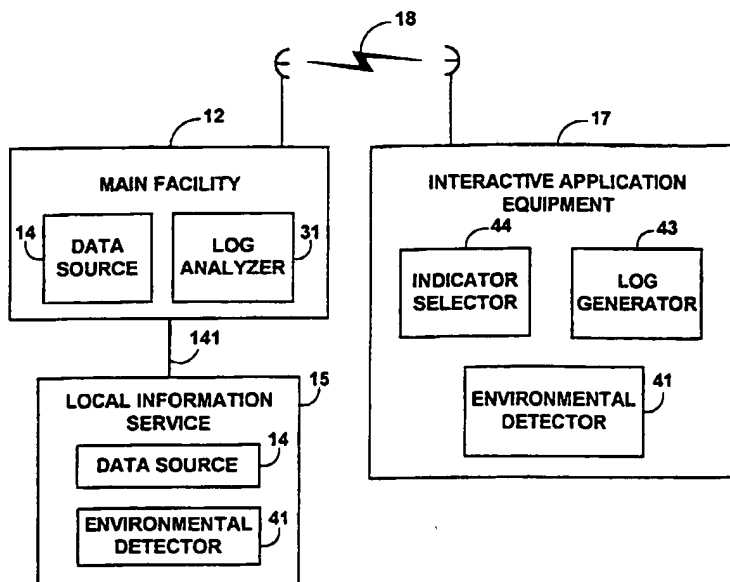 18
12
MAIN FACILITY
14
DATA
SOURCE
LOG
ANALYZER
31
141
15
LOCAL INFORMATION
SERVICE
DATA SOURCE
14
ENVIRONMENTAL
DETECTOR
41
17
INTERACTIVE APPLICATION
EQUIPMENT
44
INDICATOR
SELECTOR
43
LOG
GENERATOR
ENVIRONMENTAL
DETECTOR
41